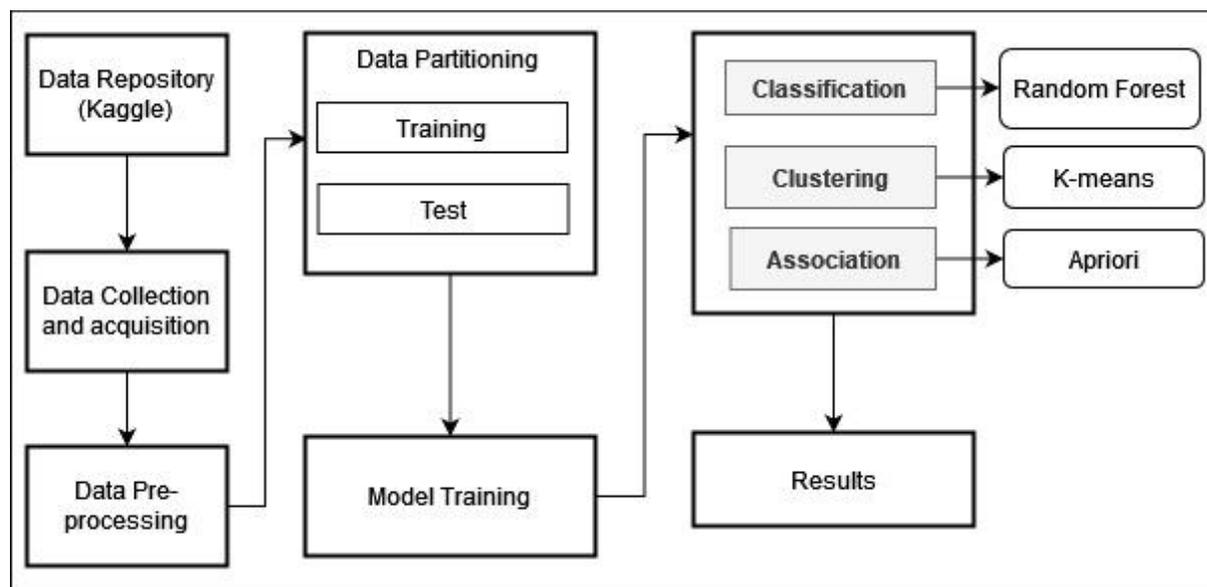 Data Repository
(Kaggle)
Data Collection
and acquisition
Data Pre-
processing
Data Partitioning
Training
Test
Model Training
Classification
Random Forest
Clustering
K-means
Association
Apriori
Results